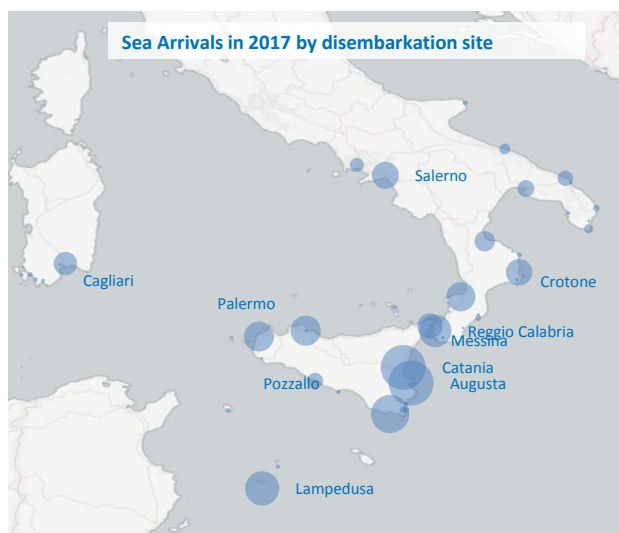 Sea Arrivals in 2017 by disembarkation site
Salerno
Cagliari
Crotone
Palermo
Reggio Calabria
Messina
Catania
Pozzallo
Augusta
Lampedusa